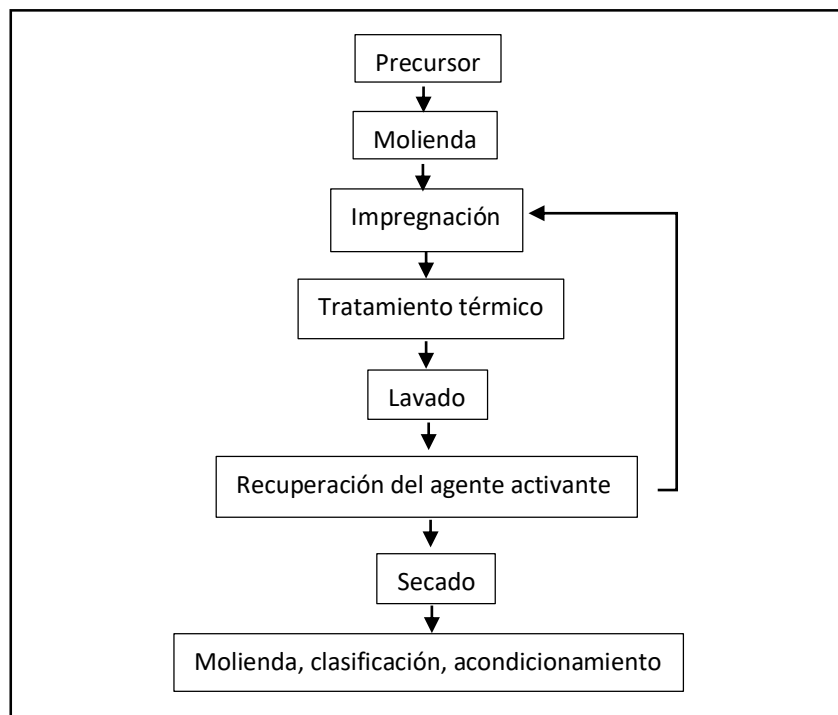 Precursor
Molienda
Impregnación
Tratamiento térmico
Lavado
Recuperación del agente activante
Secado
Molienda, clasificación, acondicionamiento